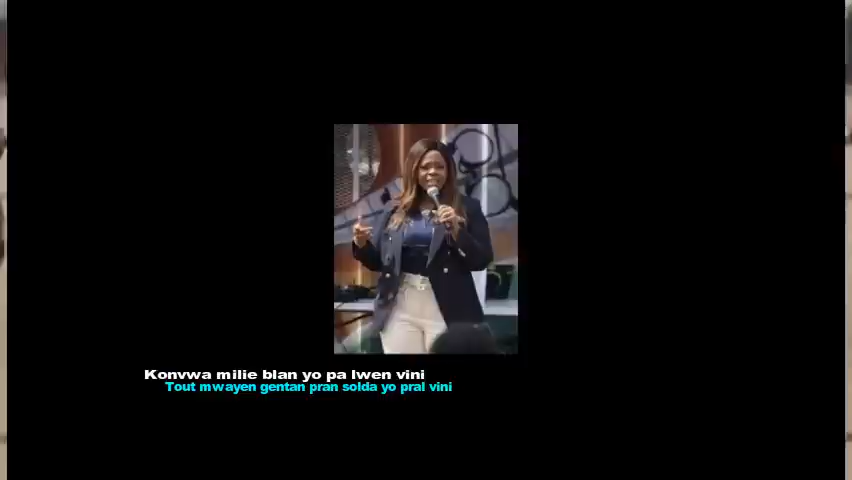 Konvwa milie blan yo pa lwen vini
Tout mwayen gentan pran solda yo pral vini